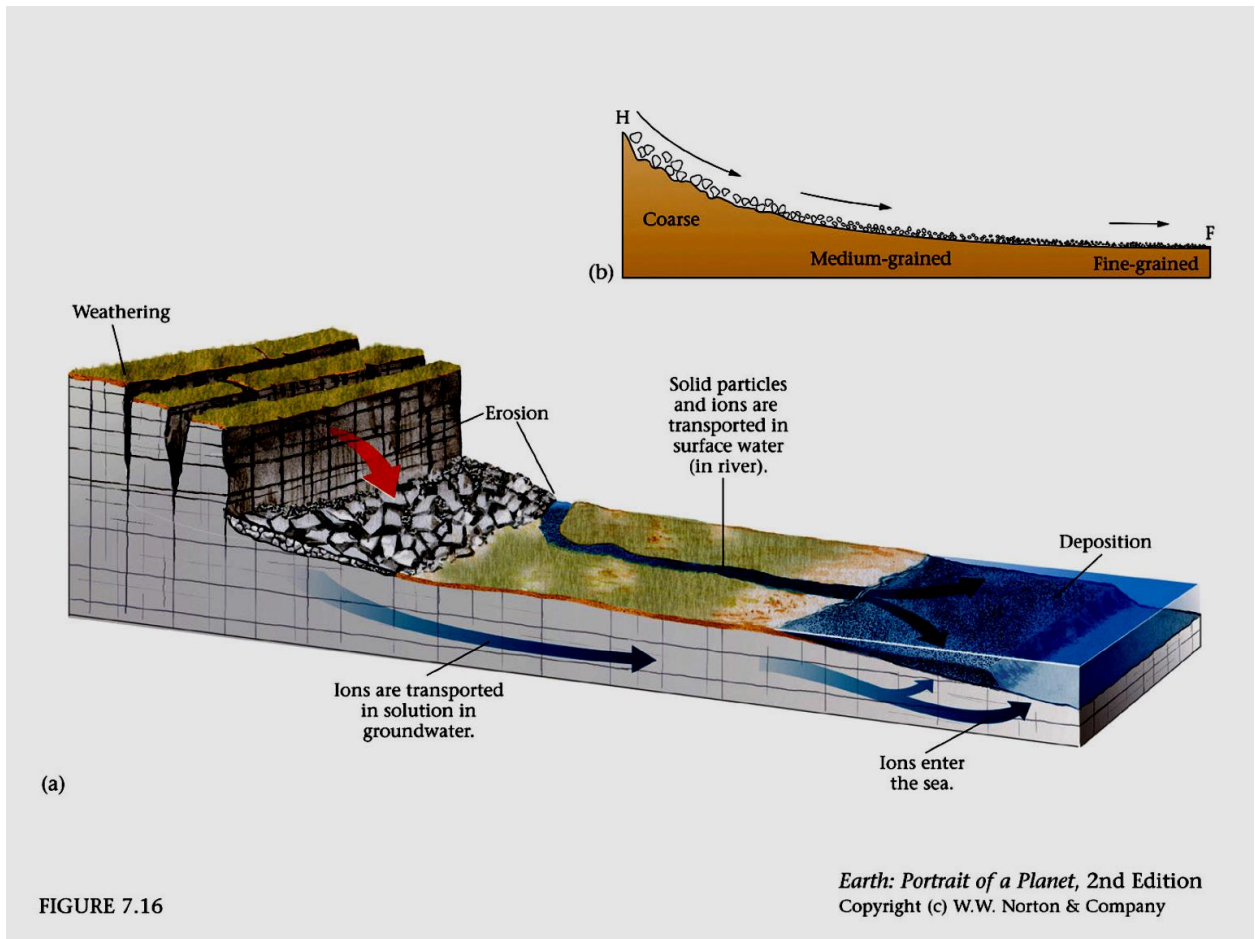 H
Coarse
Medium-grained
Fine-grained
F
(b)
Weathering
Erosion
Solid particles
and ions are
transported in
surface water
(in river).
Deposition
Ions are transported
in solution in
groundwater.
Ions enter
the sea.
(a)
FIGURE 7.16
Earth: Portrait of a Planet, 2nd Edition
Copyright (c) W.W. Norton & Company